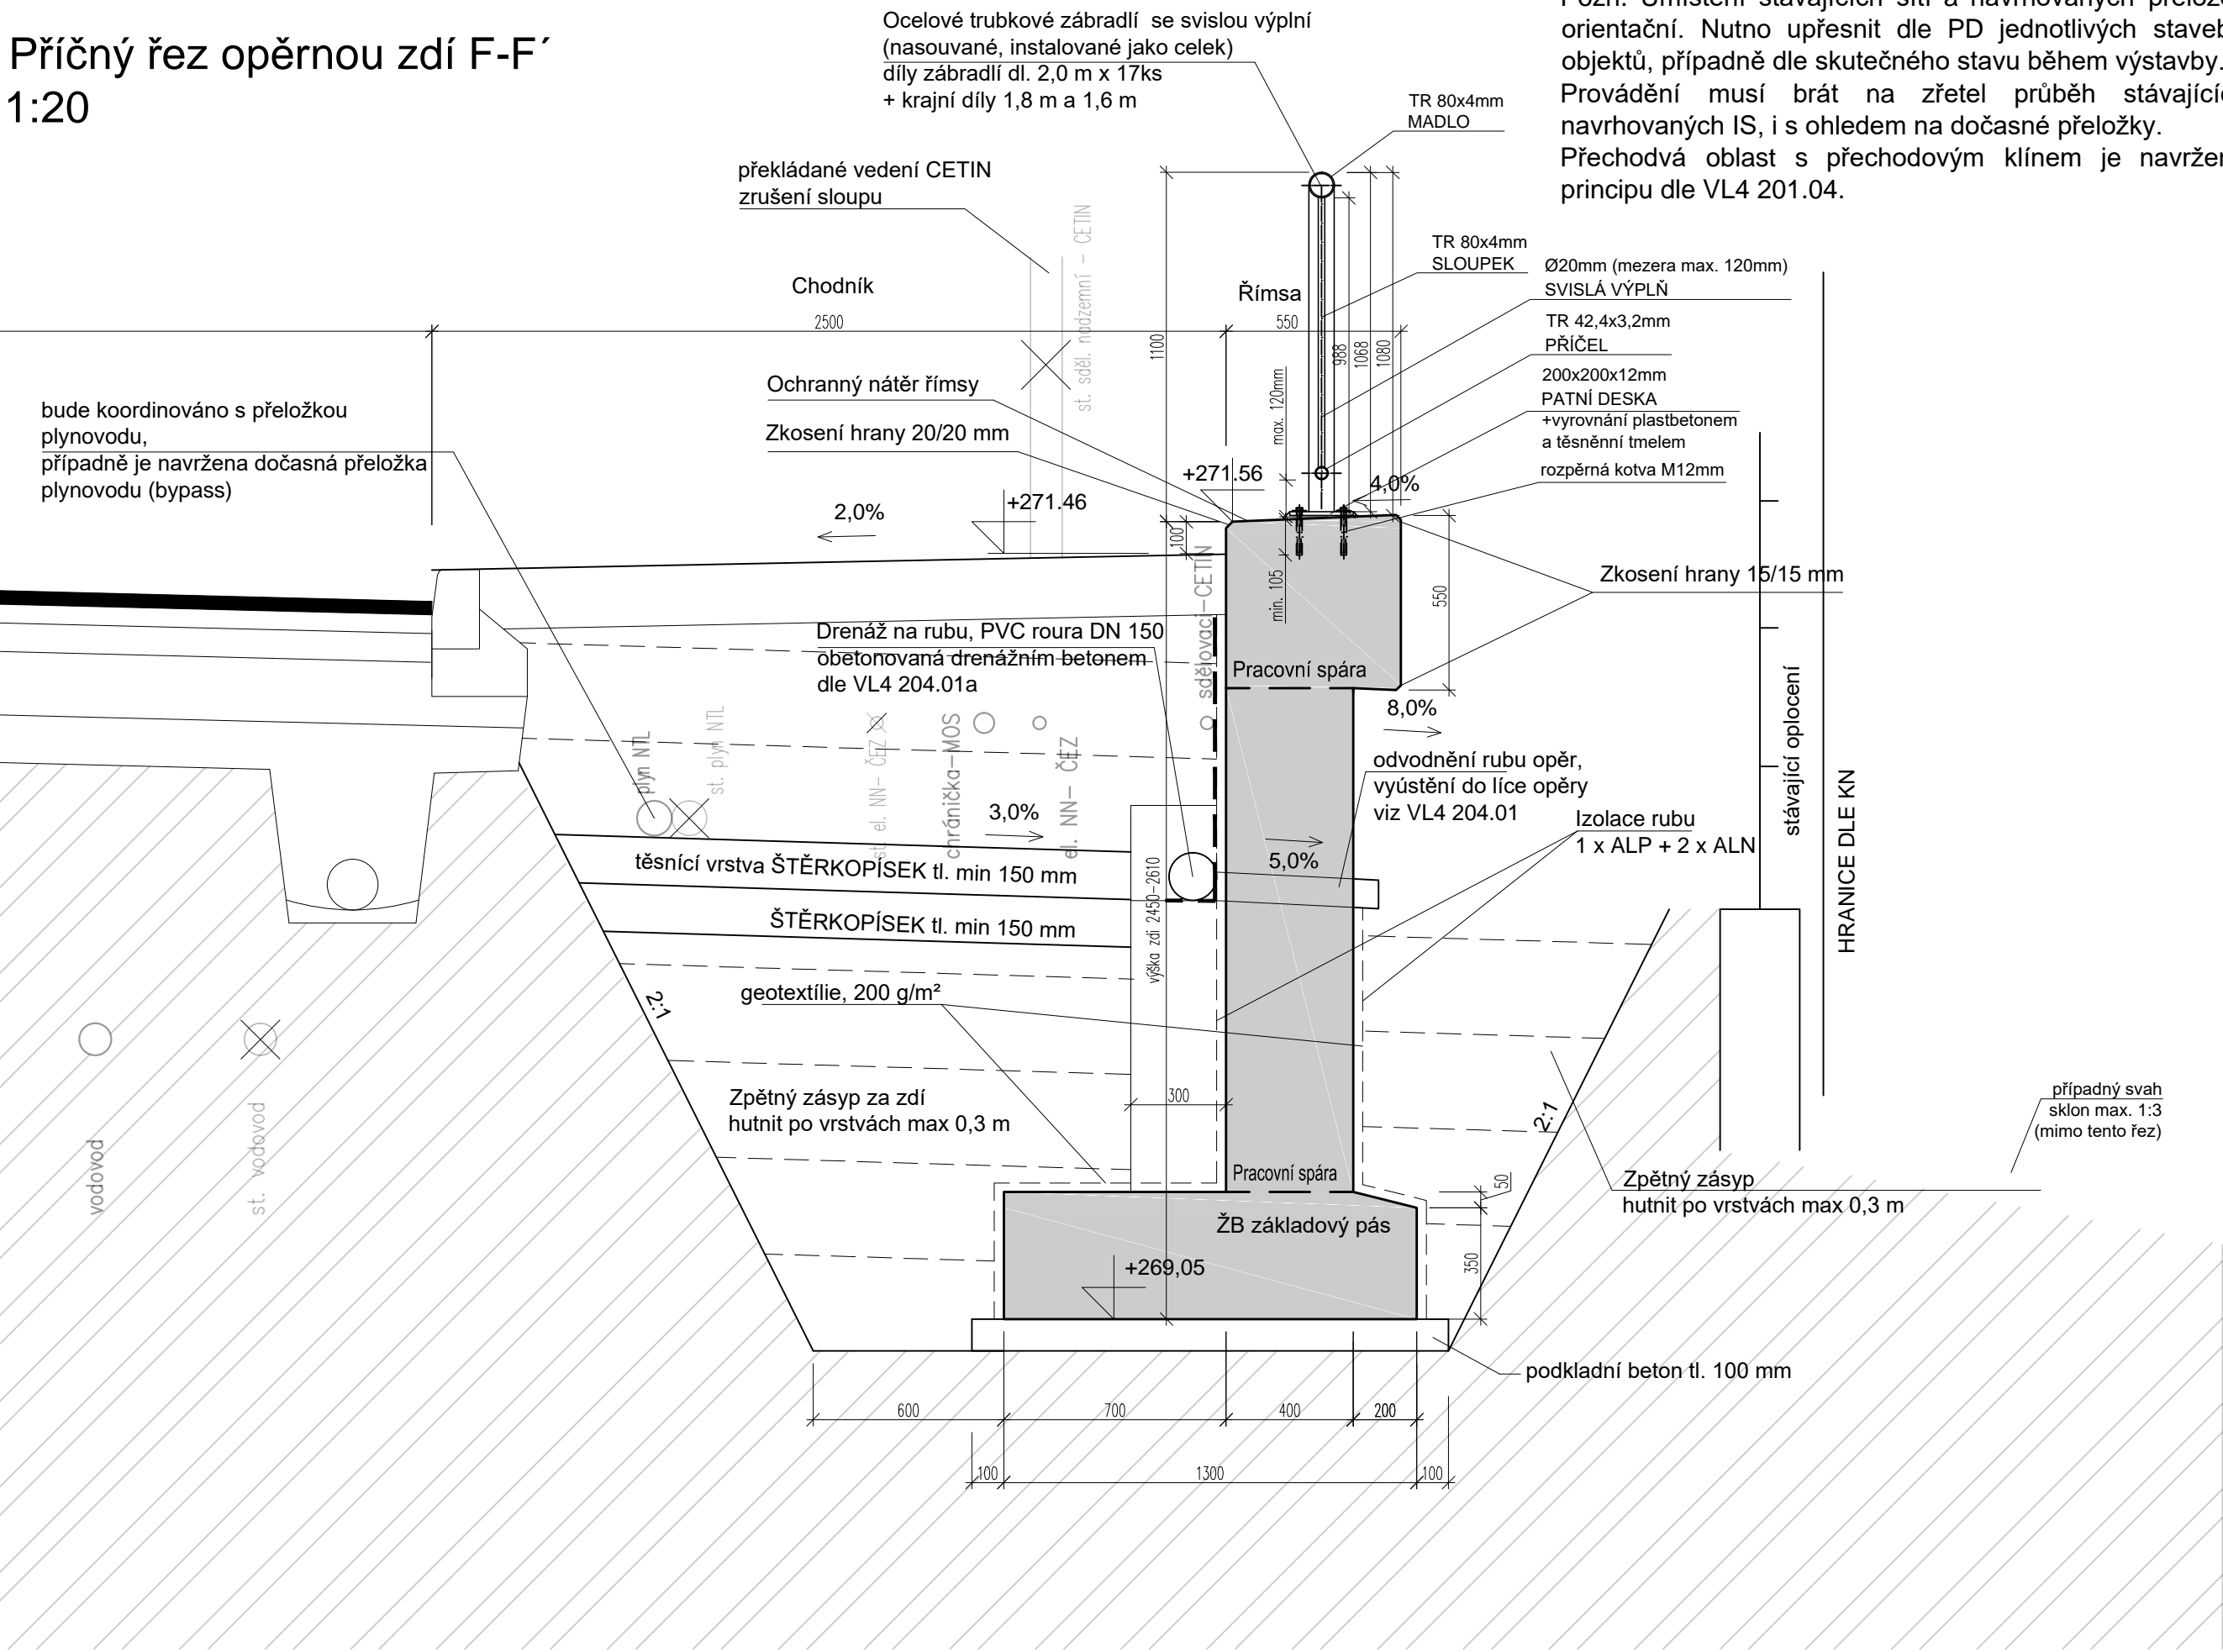 Příčný řez opěrnou zdí F-F´
1:20
Ocelové trubkové zábradlí se svislou výplní
(nasouvané, instalované jako celek)
díly zábradlí dl. 2,0 m x 17ks
+ krajní díly 1,8 m a 1,6 m
Pozn. Umístění stávajících sítí a navrhovaných
orientační. Nutno upřesnit dle PD jednotlivých
objektů, případně dle skutečného stavu během výstavby.
Provádění musí brát na zřetel průběh
navrhovaných IS, i s ohledem na dočasné přeložky.
Přechodvá oblast s přechodovým klínem je
principu dle VL4 201.04.
TR 80x4mm
MADLO
překládané vedení CETIN
zrušení sloupu
st. sděl. nadzemní - CETIN
TR 80x4mm
SLOUPEK
Ø20mm (mezera max. 120mm)
SVISLÁ VÝPLŇ
TR 42,4x3,2mm
PŘÍČEL
200x200x12mm
PATNÍ DESKA
+vyrovnání plastbetonem
a těsněnní tmelem
rozpěrná kotva M12mm
Chodník
Římsa
2500
550
1100
988
1068
1080
max. 120mm
Ochranný nátěr římsy
Zkosení hrany 20/20 mm
bude koordinováno s přeložkou
plynovodu,
případně je navržena dočasná přeložka
plynovodu (bypass)
+271.56
+271.46
4,0%
2,0%
100
min. 105
550
Zkosení hrany 15/15 mm
Drenáž na rubu, PVC roura DN 150
obetonovaná drenážním betonem
dle VL4 204.01a
sdělovací-CETIN
Pracovní spára
8,0%
plyn NTL
st. plyn NTL
st. el. NN- ČEZ
chránička-MOS
el. NN- ČEZ
3,0%
5,0%
odvodnění rubu opěr,
vyústění do líce opěry
viz VL4 204.01
Izolace rubu
1 x ALP + 2 x ALN
stávající oplocení
HRANICE DLE KN
těsnící vrstva ŠTĚRKOPÍSEK tl. min 150 mm
ŠTĚRKOPÍSEK tl. min 150 mm
výška zdi 2450-2610
geotextílie, 200 g/m²
2:1
2:1
vodovod
st. vodovod
Zpětný zásyp za zdí
hutnit po vrstvách max 0,3 m
300
případný svah
sklon max. 1:3
(mimo tento řez)
Zpětný zásyp
hutnit po vrstvách max 0,3 m
Pracovní spára
50
ŽB základový pás
350
+269,05
podkladní beton tl. 100 mm
600
700
400
200
100
1300
100